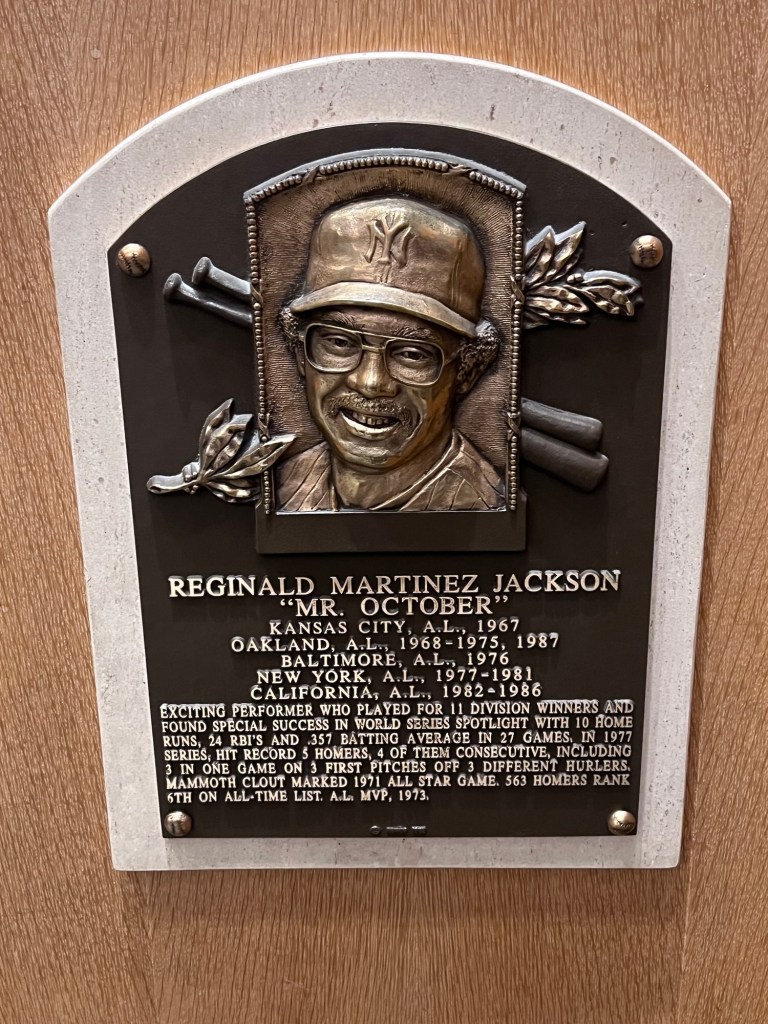 NY
REGINALD MARTINEZ JACKSON
"MR. OCTOBER"
KANSAS CITY, A.L., 1967
OAKLAND, A.L., 1968-1975, 1987
BALTIMORE, A.L., 1976
NEW YORK, A.L., 1977-1981
CALIFORNIA, A.L., 1982-1986
EXCITING PERFORMER WHO PLAYED FOR 11 DIVISION WINNERS AND
FOUND SPECIAL SUCCESS IN WORLD SERIES SPOTLIGHT WITH 10 HOME
RUNS, 24 RBI'S AND .357 BATTING AVERAGE IN 27 GAMES. IN 1977
SERIES, HIT RECORD 5 HOMERS, 4 OF THEM CONSECUTIVE, INCLUDING
3 IN ONE GAME ON 3 FIRST PITCHES OFF 3 DIFFERENT HURLERS.
MAMMOTH CLOUT MARKED 1971 ALL STAR GAME. 563 HOMERS RANK
6TH ON ALL-TIME LIST. A.L. MVP, 1973.